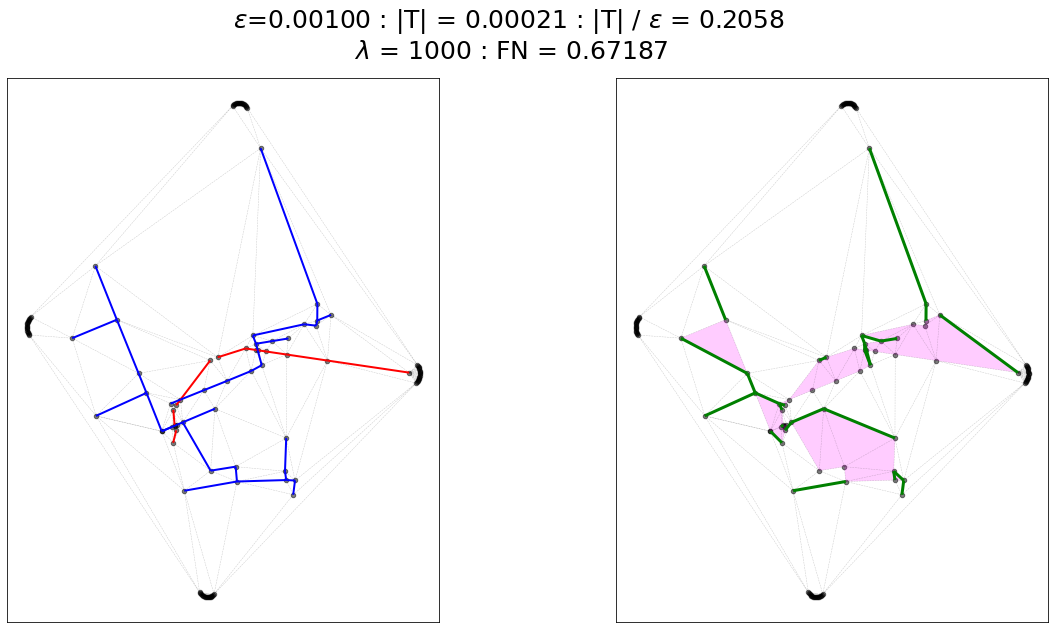 ε=0.00100 : |T| = 0.00021 : |T| / ε = 0.2058
λ = 1000 : FN = 0.67187